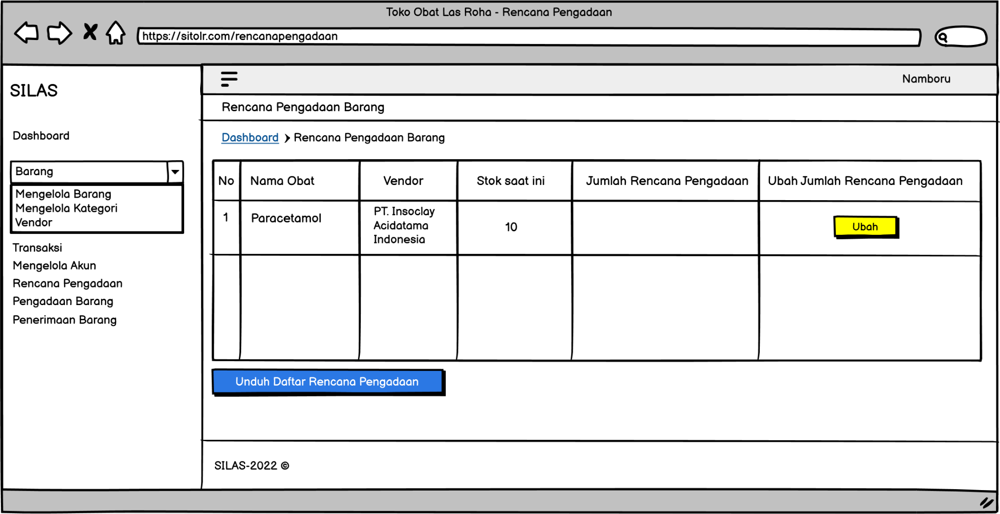 Toko Obat Las Roha - Rencana Pengadaan
https://sitolr.com/rencanapengadaan
SILAS
Dashboard
Barang
Mengelola Barang
Mengelola Kategori
Vendor
Transaksi
Mengelola Akun
Rencana Pengadaan
Pengadaan Barang
Penerimaan Barang
Namboru
Rencana Pengadaan Barang
Dashboard Rencana Pengadaan Barang
No Nama Obat Vendor Stok saat ini Jumlah Rencana Pengadaan Ubah Jumlah Rencana Pengadaan
1 Paracetamol PT. Insoclay Acidatama Indonesia 10 Ubah
Unduh Daftar Rencana Pengadaan
SILAS-2022 ©